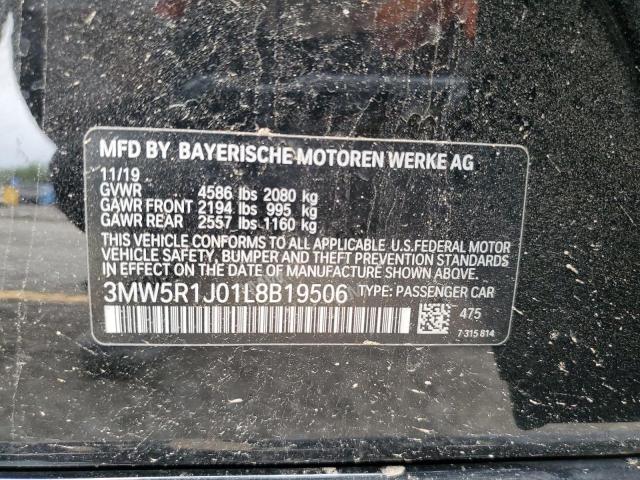 MFD BY BAYERISCHE MOTOREN WERKE AG
11/19
GVWR 4586 lbs 2080 kg
GAWR FRONT 2194 lbs 995 kg
GAWR REAR 2557 lbs 1160 kg
THIS VEHICLE CONFORMS TO ALL APPLICABLE U.S.FEDERAL MOTOR
VEHICLE SAFETY, BUMPER AND THEFT PREVENTION STANDARDS
IN EFFECT ON THE DATE OF MANUFACTURE SHOWN ABOVE.
3MW5R1J01L8B19506 TYPE: PASSENGER CAR
475
7 315 814